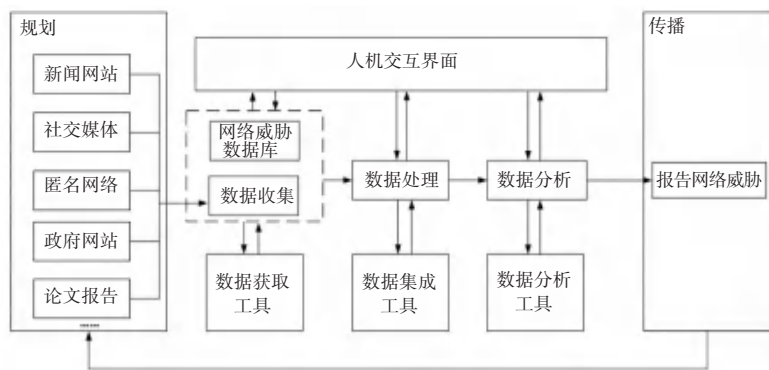 规划
新闻网站
社交媒体
匿名网络
政府网站
论文报告
人机交互界面
网络威胁
数据库
数据收集
数据获取
工具
数据处理
数据集成
工具
数据分析
数据分析
工具
传播
报告网络威胁